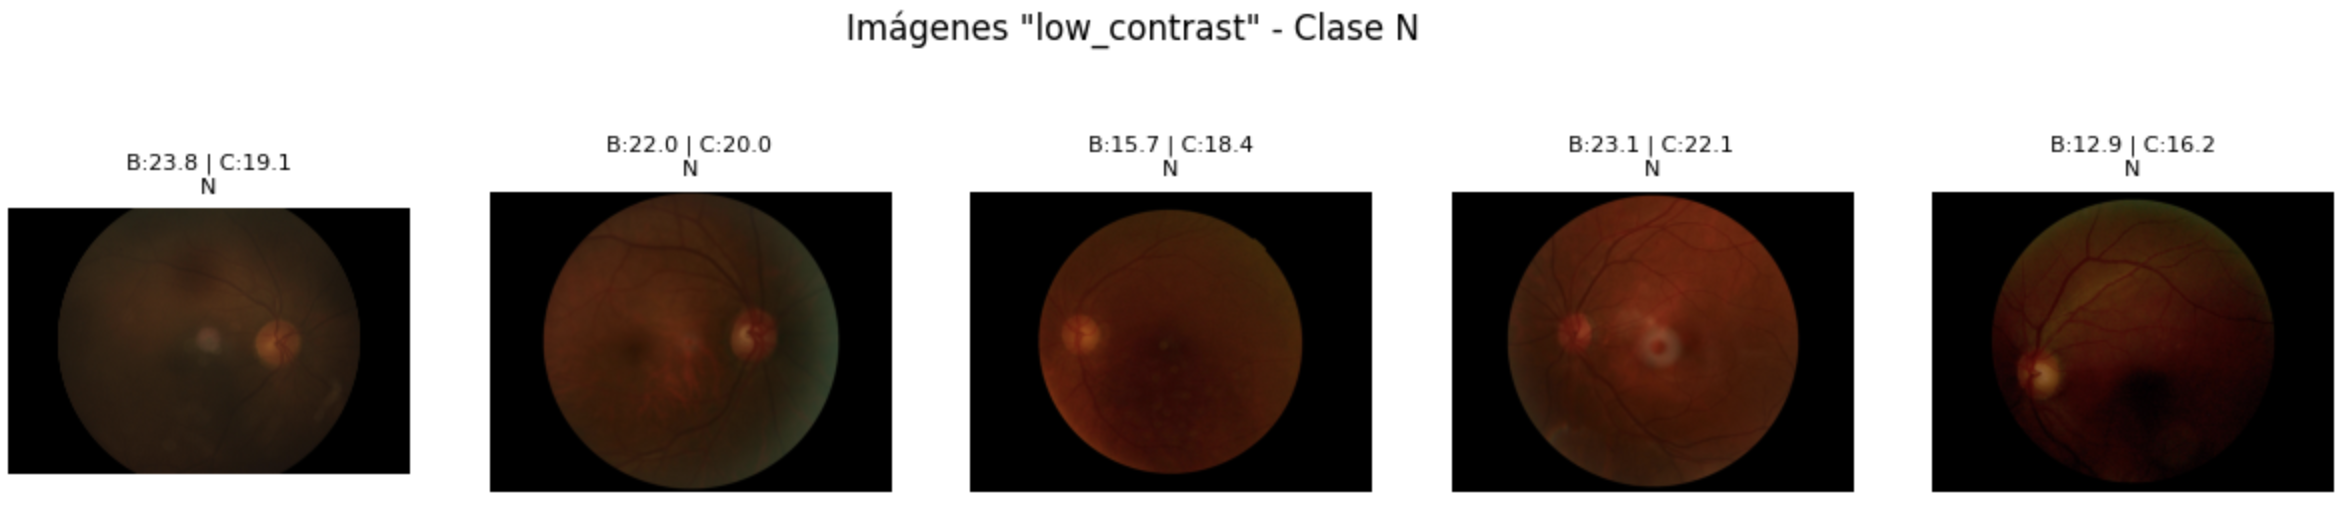 Imágenes "low_contrast" - Clase N
B:23.8 | C:19.1
N
B:22.0 | C:20.0
N
B:15.7 | C:18.4
N
B:23.1 | C:22.1
N
B:12.9 | C:16.2
N